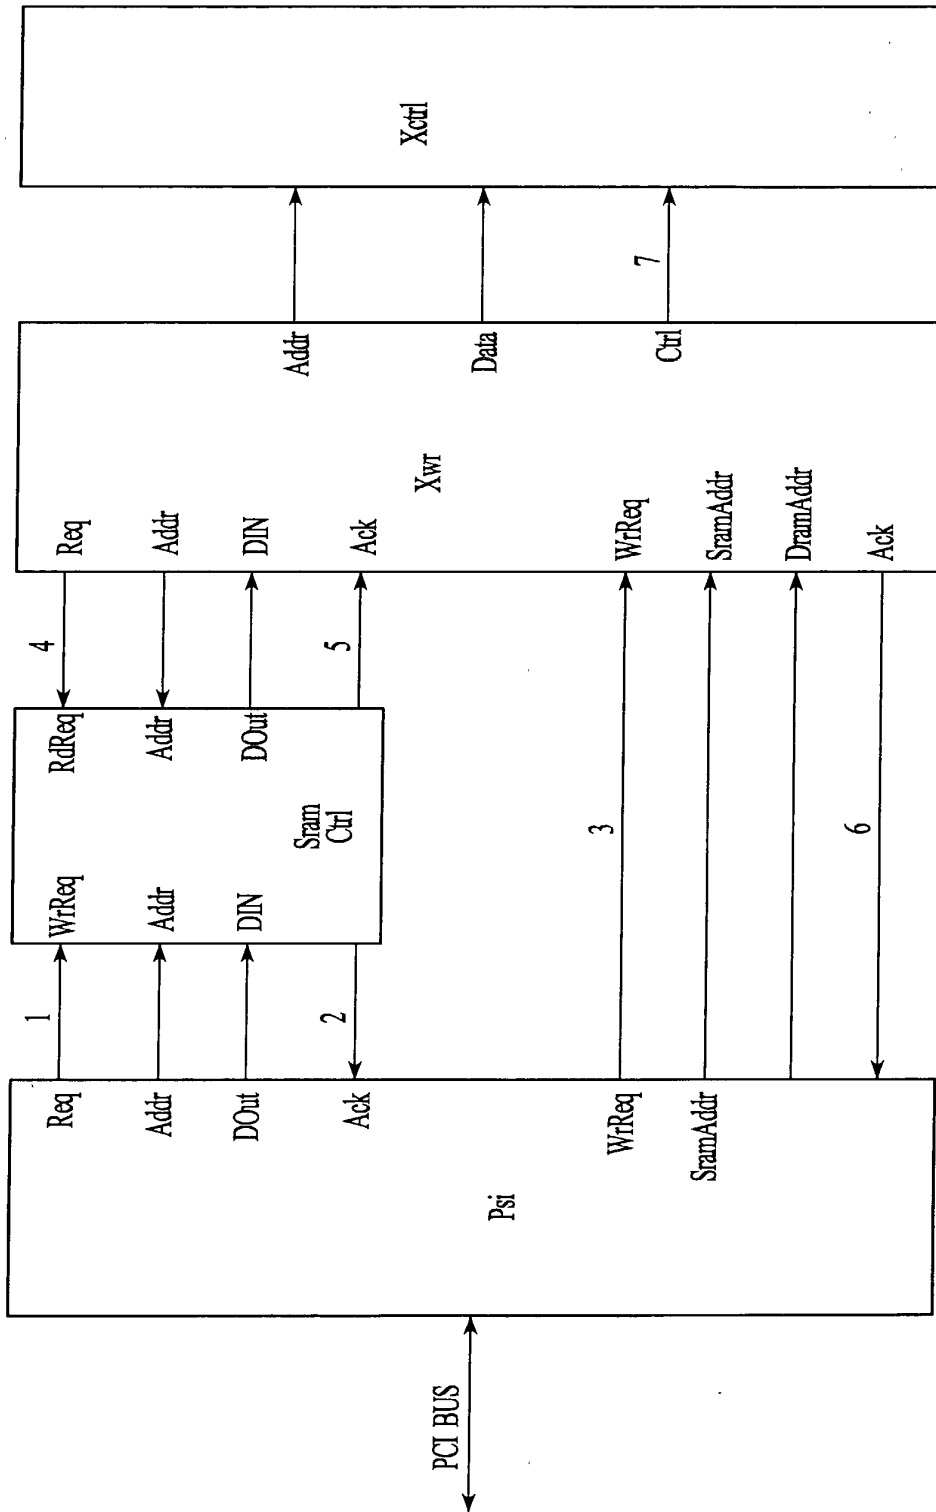 PCI BUS
Psi
Req
Addr
DOut
Ack
WrReq
SramAddr
1
2
WrReq
Addr
DIN
Sram
Ctrl
RdReq
Addr
DOut
3
6
4
5
Req
Addr
DIN
Ack
Xwr
WrReq
SramAddr
DramAddr
Ack
Addr
Data
Ctrl
7
Xctrl